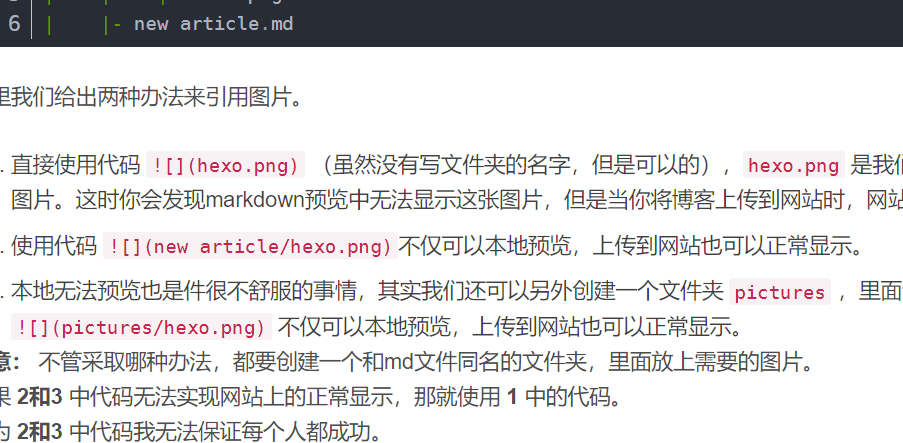 6 | |- new article.md
里我们给出两种办法来引用图片。
. 直接使用代码 ![](hexo.png) （虽然没有写文件夹的名字，但是可以的），hexo.png 是我们
图片。这时你会发现markdown预览中无法显示这张图片，但是当你将博客上传到网站时，网站
. 使用代码 ![](new article/hexo.png)不仅可以本地预览，上传到网站也可以正常显示。
. 本地无法预览也是件很不舒服的事情，其实我们还可以另外创建一个文件夹 pictures ，里面
![](pictures/hexo.png) 不仅可以本地预览，上传到网站也可以正常显示。
意： 不管采取哪种办法，都要创建一个和md文件同名的文件夹，里面放上需要的图片。
果 2和3 中代码无法实现网站上的正常显示，那就使用 1 中的代码。
为 2和3 中代码我无法保证每个人都成功。